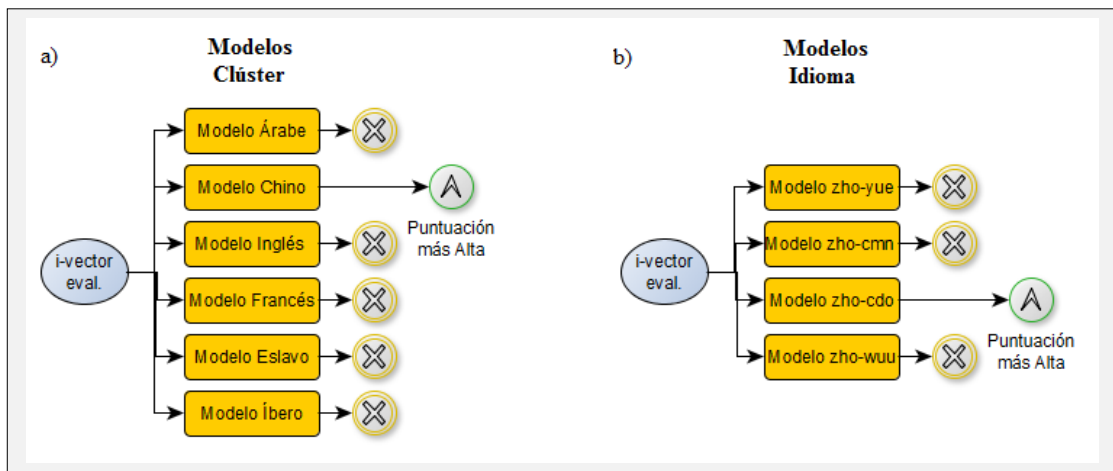 a)
Modelos
Clúster
i-vector
eval.
Modelo Árabe
Modelo Chino
Modelo Inglés
Modelo Francés
Modelo Eslavo
Modelo Íbero
Puntuación
más Alta
b)
Modelos
Idioma
i-vector
eval.
Modelo zho-yue
Modelo zho-cmn
Modelo zho-cdo
Modelo zho-wuu
Puntuación
más Alta